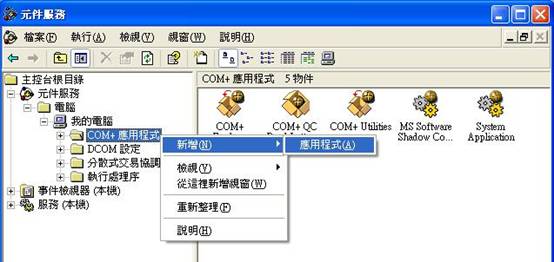 元件服務
檔案(F) 執行(A) 檢視(V) 視窗(W) 說明(H)
主控台根目錄
元件服務
電腦
我的電腦
COM+ 應用程式
DCOM 設定
分散式交易協調
執行處理序
事件檢視器 (本機)
服務 (本機)
COM+ 應用程式 5 物件
COM+
COM+ QC
COM+ Utilities
MS Software
Shadow Co...
System
Application
新增(N)
應用程式(A)
檢視(V)
從這裡新增視窗(W)
重新整理(F)
說明(H)